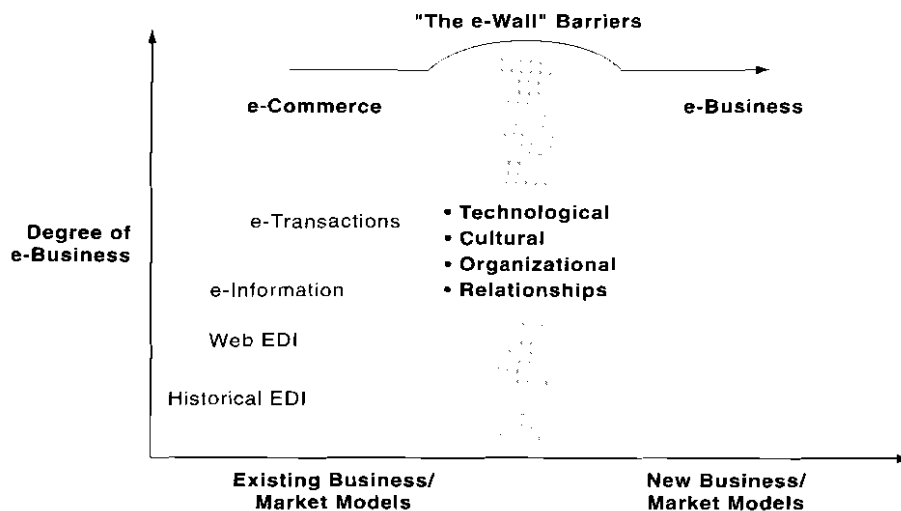 "The e-Wall" Barriers
e-Commerce
e-Business
Degree of
e-Business
e-Transactions
e-Information
Web EDI
Historical EDI
• Technological
• Cultural
• Organizational
• Relationships
Existing Business/
Market Models
New Business/
Market Models